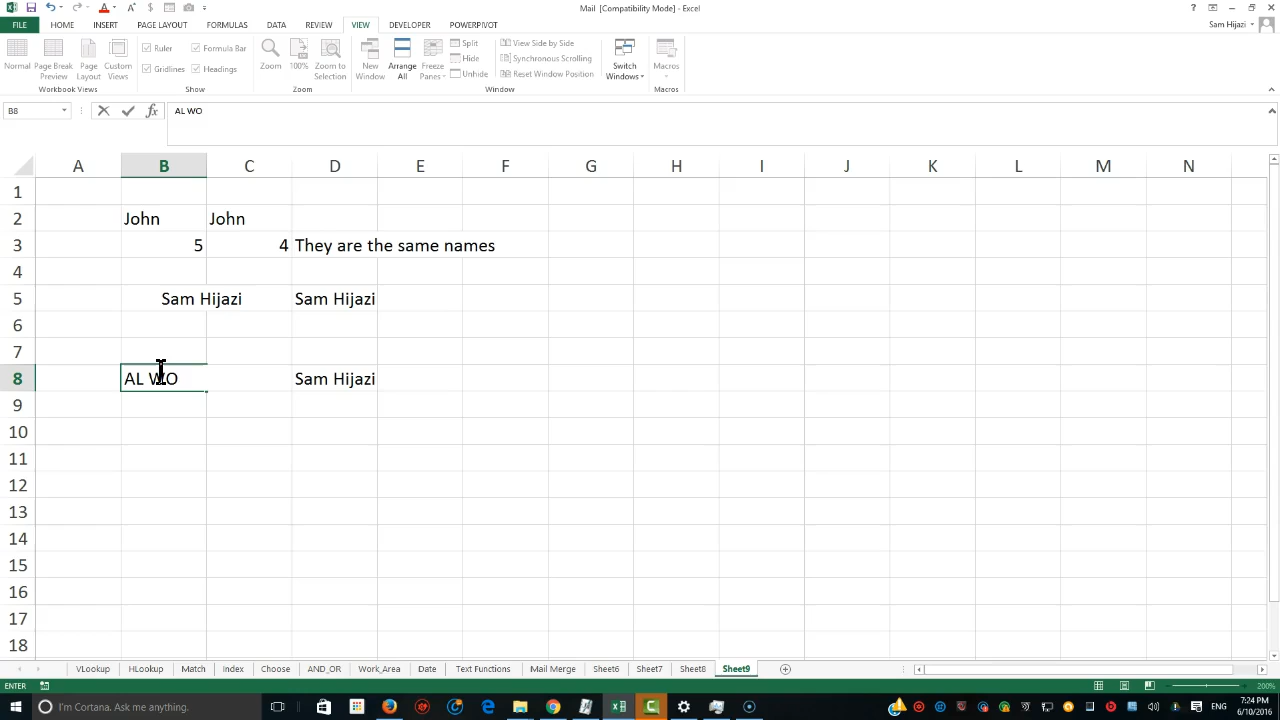 Mail [Compatibility Mode] - Excel
FILE HOME INSERT PAGE LAYOUT FORMULAS DATA REVIEW VIEW DEVELOPER POWERPIVOT Sam Hijazi
Normal Page Break Preview Page Layout Custom Views Ruler Formula Bar Gridlines Headings Zoom 100% Zoom to Selection New Window Arrange All Freeze Panes Split Hide Unhide View Side by Side Synchronous Scrolling Reset Window Position Switch Windows Macros
Workbook Views Show Zoom Window Macros
B8 fx AL WO
A B C D E F G H I J K L M N
1
2 John John
3 5 4 They are the same names
4
5 Sam Hijazi Sam Hijazi
6
7
8 AL WO Sam Hijazi
9
10
11
12
13
14
15
16
17
18
VLookup HLookup Match Index Choose AND_OR Work_Area Date Text Functions Mail Merge Sheet6 Sheet7 Sheet8 Sheet9
ENTER 200%
I'm Cortana. Ask me anything. ENG 7:24 PM
6/10/2016